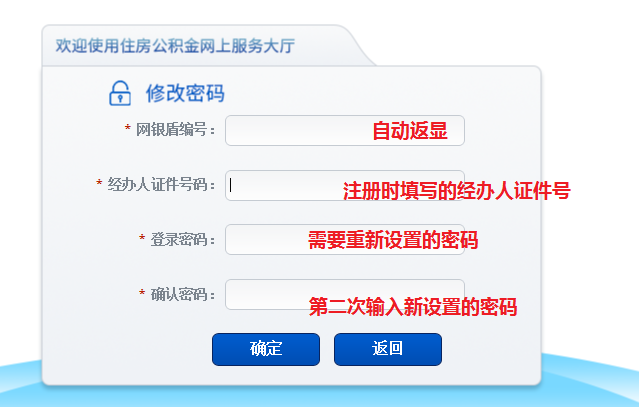 欢迎使用住房公积金网上服务大厅
修改密码
* 网银盾编号： 自动返显
* 经办人证件号码： 注册时填写的经办人证件号
* 登录密码： 需要重新设置的密码
* 确认密码： 第二次输入新设置的密码
确定 返回